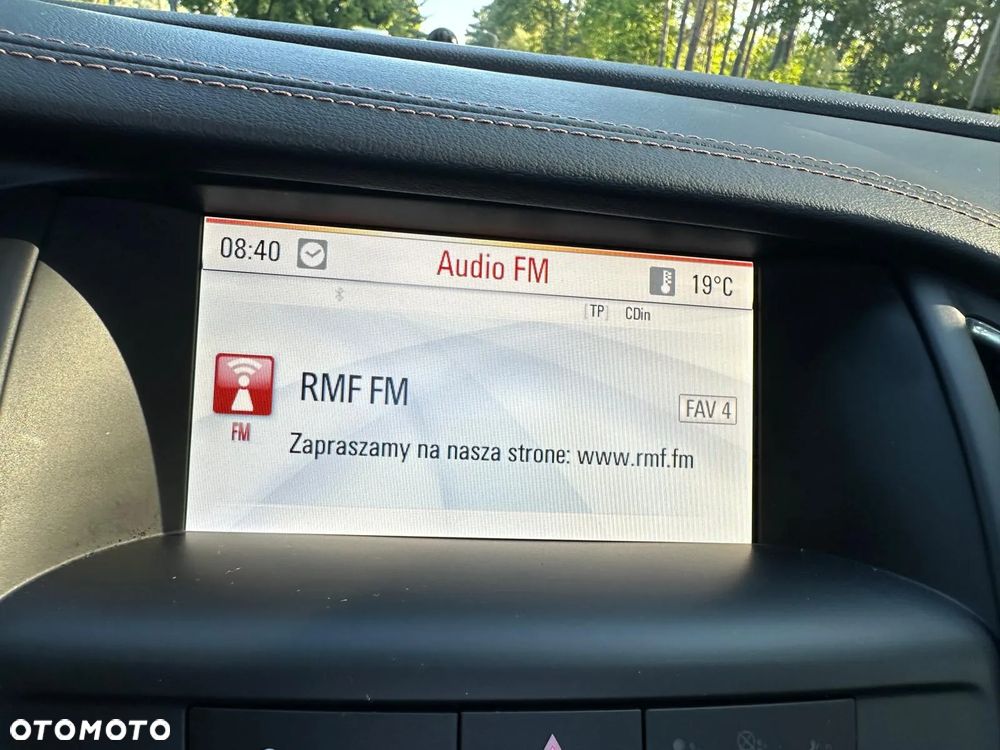 08:40 Audio FM 19°C
[TP] CDin
RMF FM
FM
FAV 4
Zapraszamy na nasza strone: www.rmf.fm
OTOMOTO